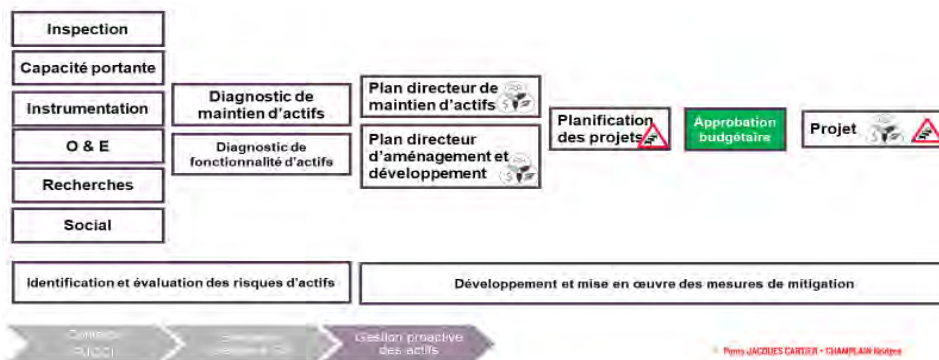 Inspection
Capacité portante
Instrumentation
O & E
Recherches
Social
Diagnostic de
maintien d'actifs
Diagnostic de
fonctionnalité d'actifs
Plan directeur de
maintien d'actifs
Plan directeur
d'aménagement et
développement
Planification
des projets
Approbation
budgétaire
Projet
Identification et évaluation des risques d'actifs
Développement et mise en œuvre des mesures de mitigation
Gestion proactive
des actifs
Ponts JACQUES CARTIER + CHAMPLAIN Bridges